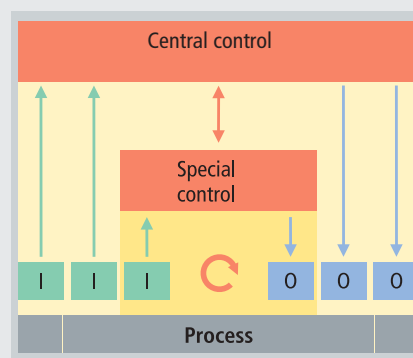 Central control
Special
control
I I I O O O
Process